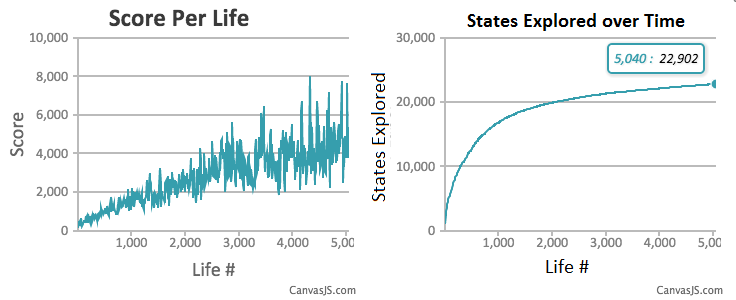 Score Per Life
10,000
8,000
6,000
4,000
2,000
0
Score
1,000 2,000 3,000 4,000 5,00
Life #
CanvasJS.com
States Explored over Time
30,000
20,000
10,000
0
States Explored
5,040 : 22,902
1,000 2,000 3,000 4,000 5,00
Life #
CanvasJS.com